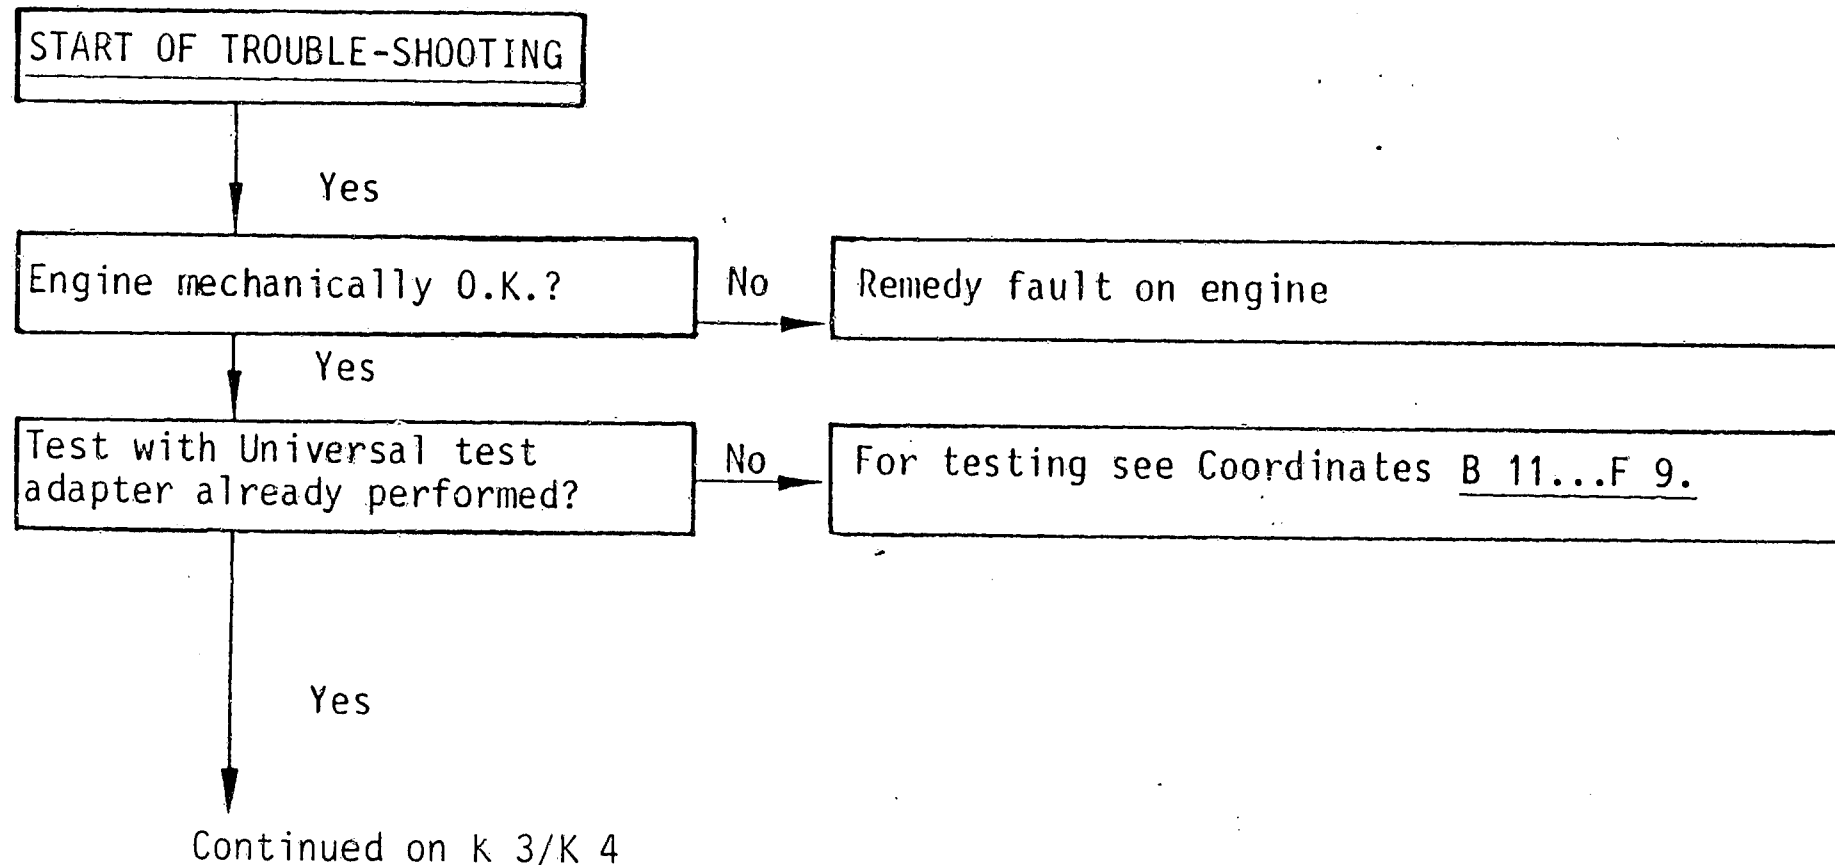 START OF TROUBLE-SHOOTING
Yes
Engine mechanically O.K.?
No
Remedy fault on engine
Yes
Test with Universal test
adapter already performed?
No
For testing see Coordinates B 11...F 9.
Yes
Continued on k 3/K 4